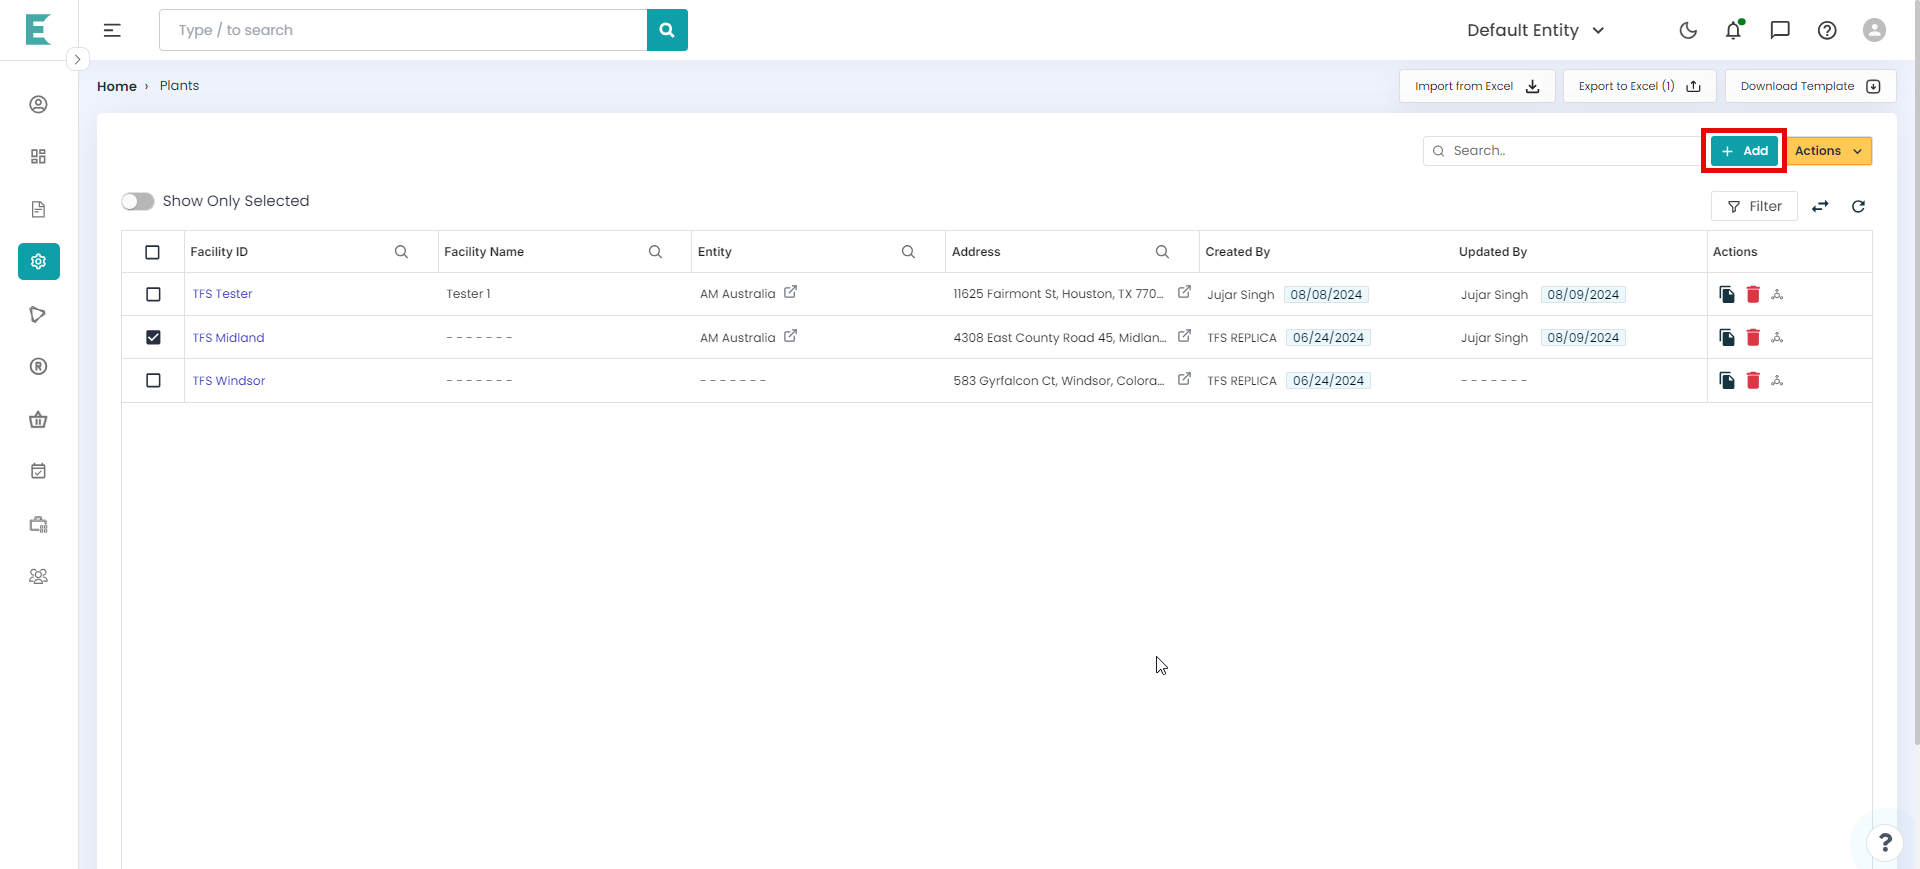 E
Type / to search
Default Entity
Home › Plants
Import from Excel
Export to Excel (1)
Download Template
Search..
+ Add
Actions
Show Only Selected
Filter
Facility ID Facility Name Entity Address Created By Updated By Actions
TFS Tester Tester 1 AM Australia 11625 Fairmont St, Houston, TX 770... Jujar Singh 08/08/2024 Jujar Singh 08/09/2024
TFS Midland - - - - - - - AM Australia 4308 East County Road 45, Midlan... TFS REPLICA 06/24/2024 Jujar Singh 08/09/2024
TFS Windsor - - - - - - - - - - - - - - 583 Gyrfalcon Ct, Windsor, Colora... TFS REPLICA 06/24/2024 - - - - - - -
?